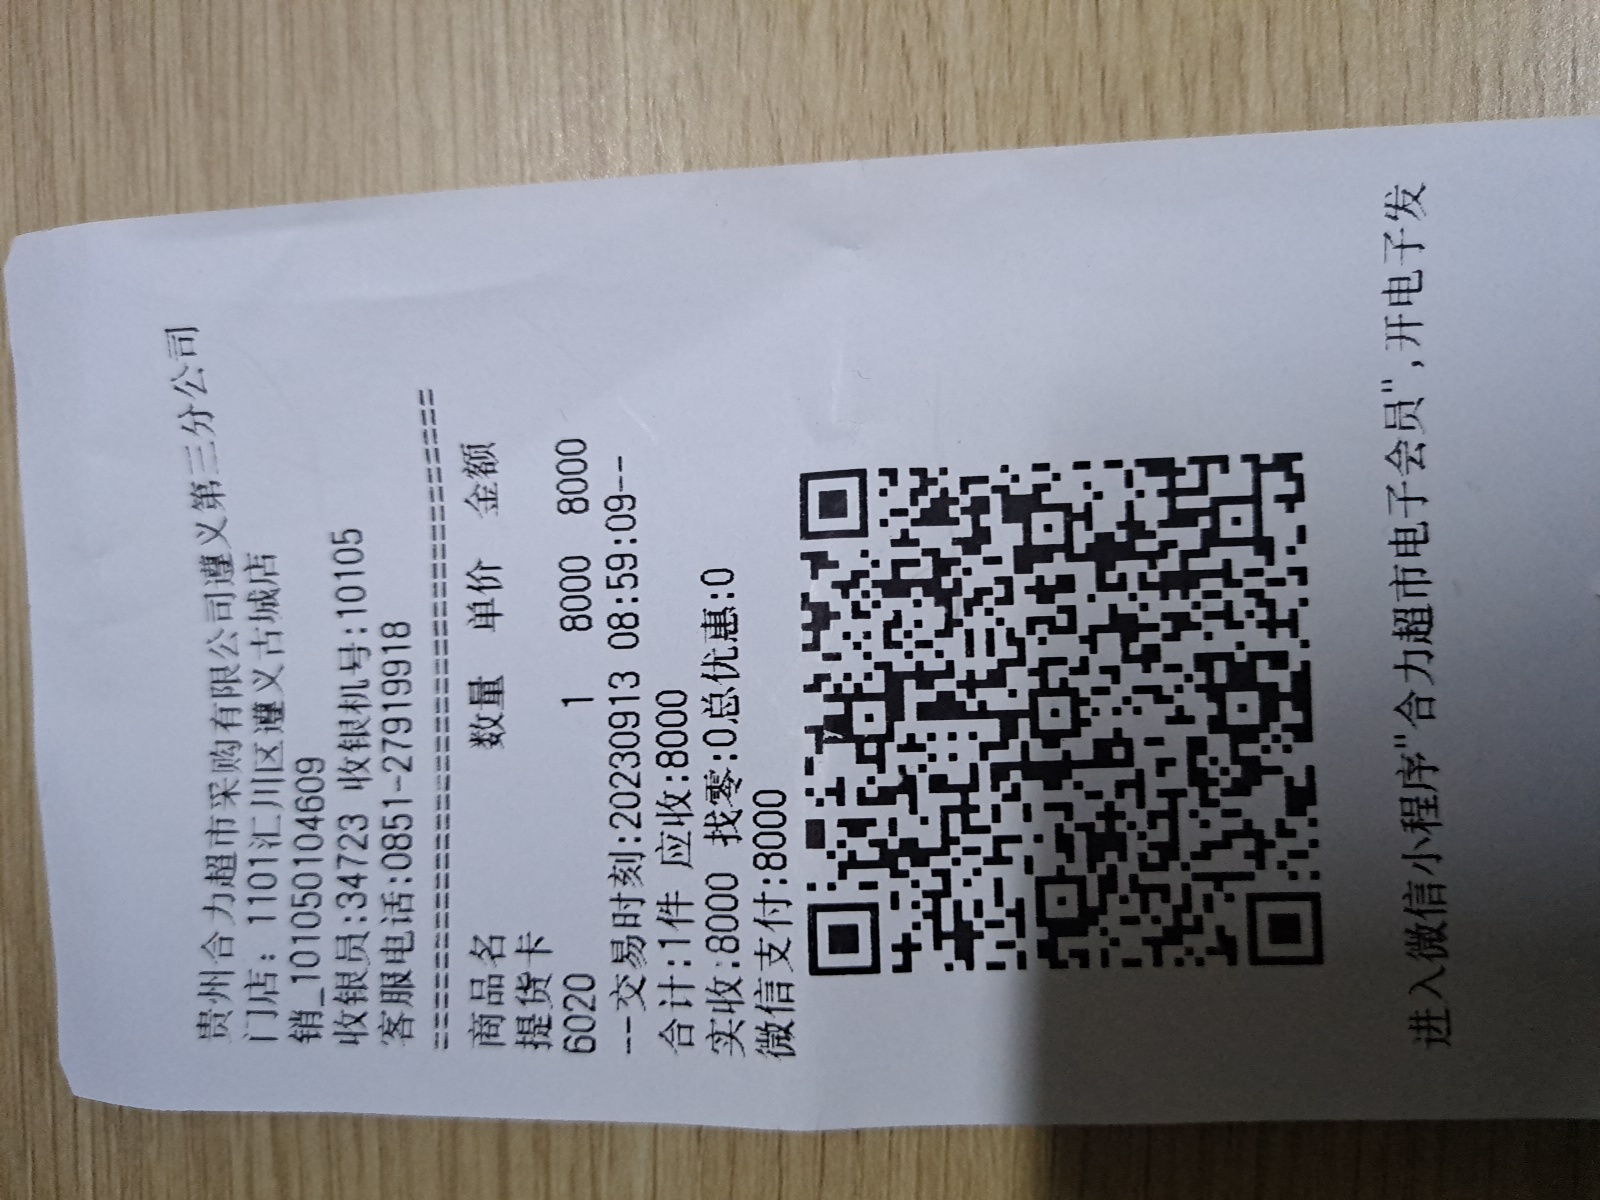 贵州合力超市采购有限公司遵义第三分公司
门店: 1101汇川区遵义古城店
销_101050104609
收银员:34723 收银机号:10105
客服电话:0851-279199918
========================================
商品名 数量 单价 金额
提货卡
6020 1 8000 8000
--交易时刻:20230913 08:59:09--
合计:1件 应收:8000
实收:8000 找零:0总优惠:0
微信支付:8000
进入微信小程序"合力超市电子会员",开电子发